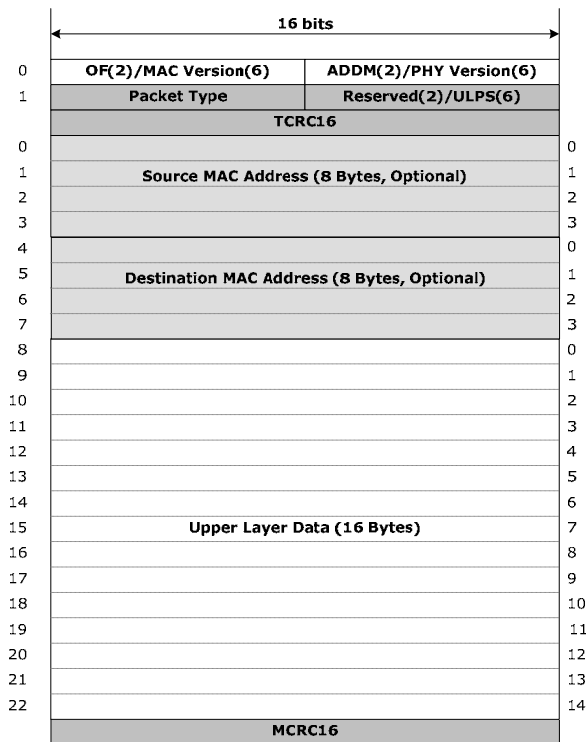 16 bits
0 OF(2)/MAC Version(6) ADDM(2)/PHY Version(6)
1 Packet Type Reserved(2)/ULPS(6)
TCRC16
0 0
1 Source MAC Address (8 Bytes, Optional) 1
2 2
3 3
4 0
5 Destination MAC Address (8 Bytes, Optional) 1
6 2
7 3
8 0
9 1
10 2
11 3
12 4
13 5
14 6
15 Upper Layer Data (16 Bytes) 7
16 8
17 9
18 10
19 11
20 12
21 13
22 14
MCRC16